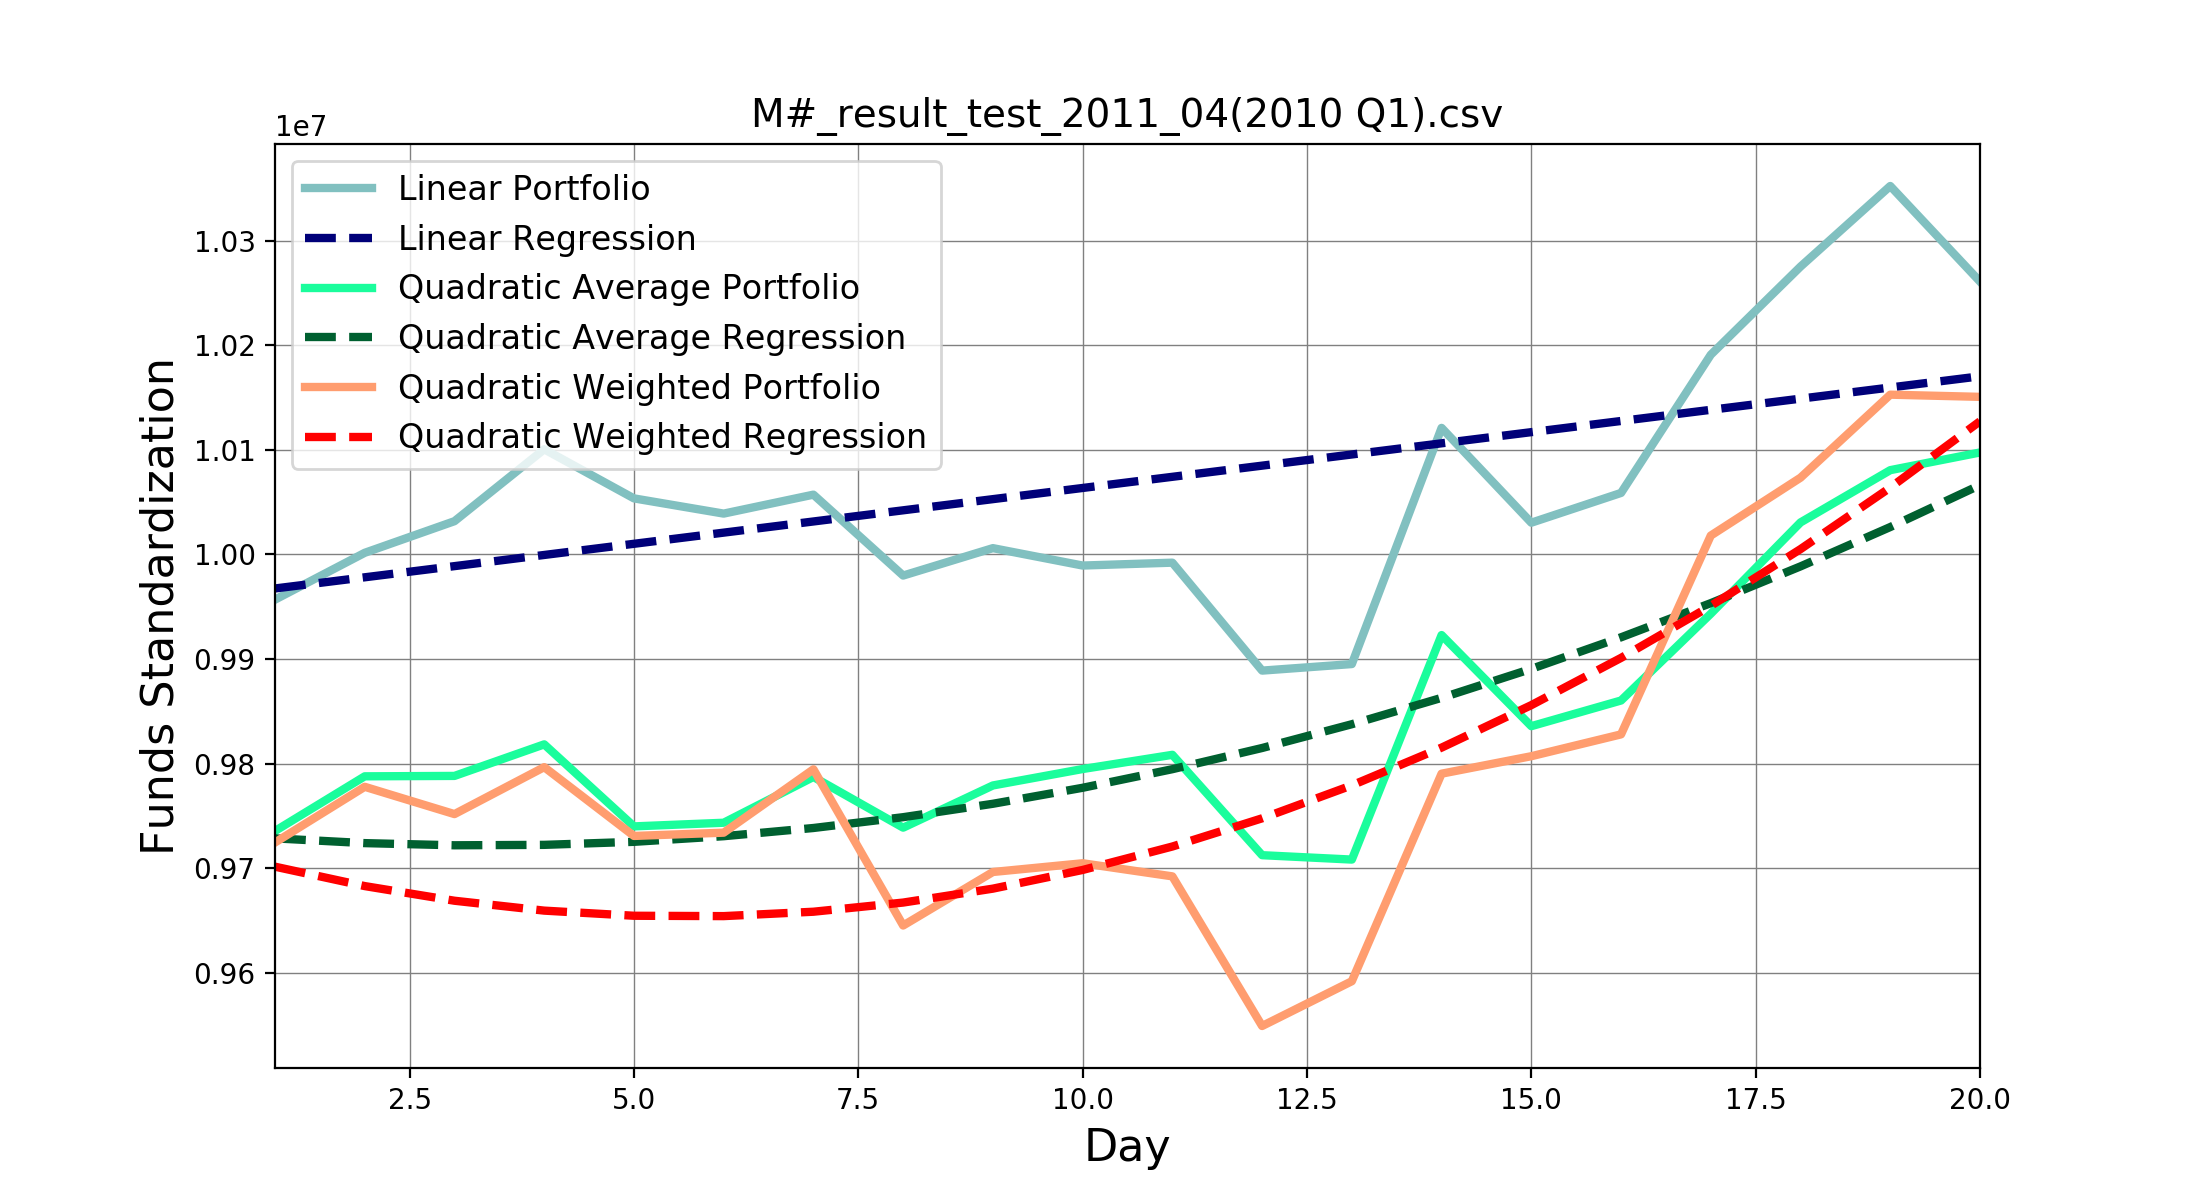 M#_result_test_2011_04(2010 Q1).csv
1e7
Linear Portfolio
Linear Regression
Quadratic Average Portfolio
Quadratic Average Regression
Quadratic Weighted Portfolio
Quadratic Weighted Regression
1.03
1.02
1.01
1.00
0.99
0.98
0.97
0.96
Funds Standardization
2.5 5.0 7.5 10.0 12.5 15.0 17.5 20.0
Day